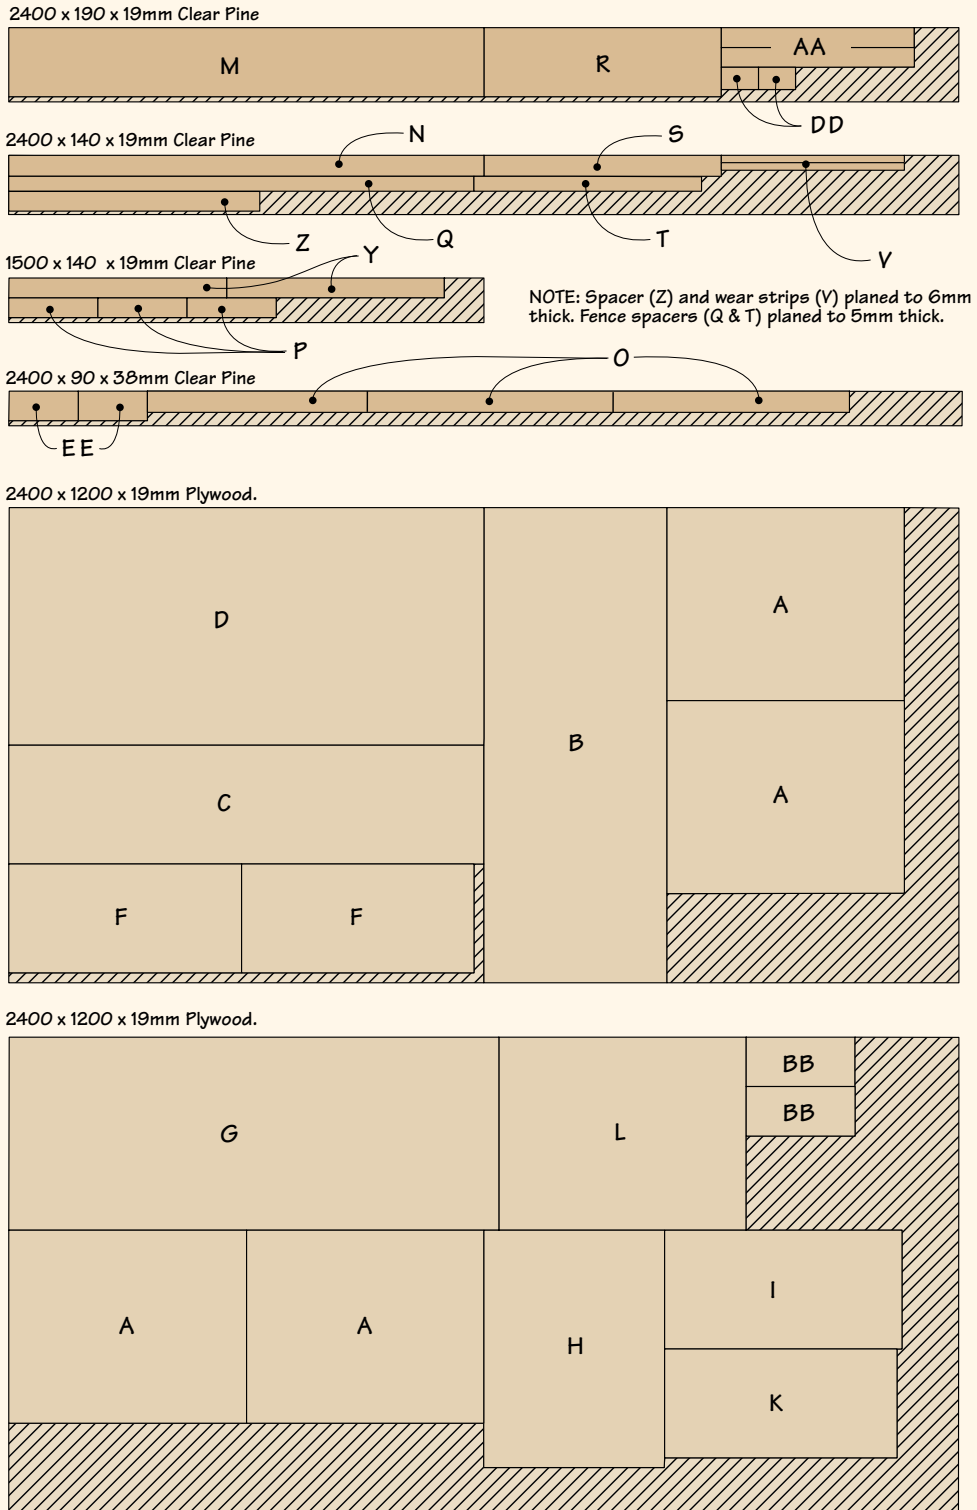 2400 x 190 x 19mm Clear Pine
M
R
AA
DD
2400 x 140 x 19mm Clear Pine
N
S
Z
Q
T
V
1500 x 140 x 19mm Clear Pine
Y
P
NOTE: Spacer (Z) and wear strips (V) planed to 6mm
thick. Fence spacers (Q & T) planed to 5mm thick.
2400 x 90 x 38mm Clear Pine
O
EE
2400 x 1200 x 19mm Plywood.
D
B
A
C
A
F
F
2400 x 1200 x 19mm Plywood.
G
L
BB
BB
A
A
H
I
K